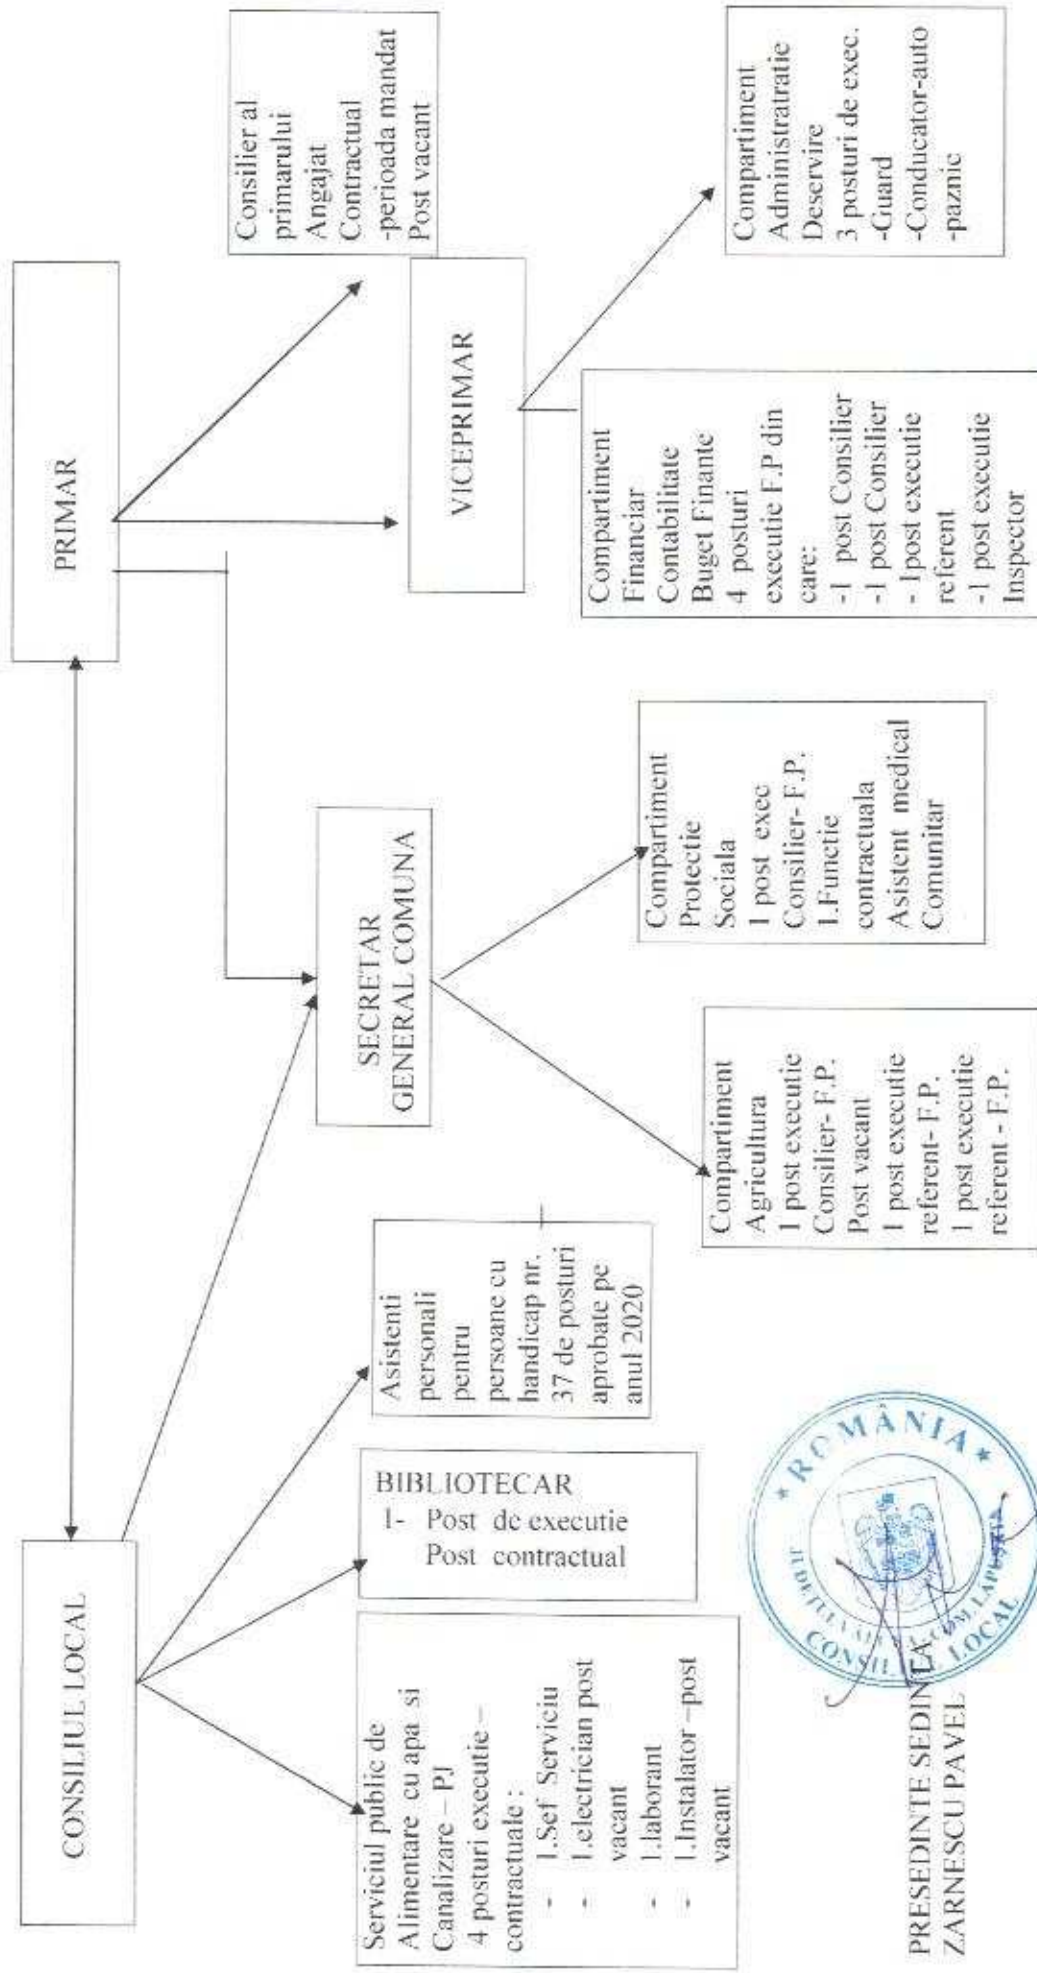 CONSILIUL LOCAL
PRIMAR
Consilier al
primarului
Angajat
Contractual
-perioada mandat
Post vacant
VICEPRIMAR
SECRETAR
GENERAL COMUNA
Serviciul public de
Alimentare cu apa si
Canalizare – PJ
4 posturi executie –
contractuale :
- 1.Sef Serviciu
- 1.electrician post
vacant
- 1.laborant
- 1.Instalator –post
vacant
BIBLIOTECAR
1- Post de executie
Post contractual
Asistenti
personali
pentru
persoane cu
handicap nr.
37 de posturi
aprobate pe
anul 2020
Compartiment
Agricultura
1 post executie
Consilier- F.P.
Post vacant
1 post executie
referent- F.P.
1 post executie
referent - F.P.
Compartiment
Protectie
Sociala
1 post exec
Consilier- F.P.
1.Functie
contractuala
Asistent medical
Comunitar
Compartiment
Financiar
Contabilitate
Buget Finante
4 posturi
executie F.P din
care:
-1 post Consilier
-1 post Consilier
- 1post executie
referent
-1 post executie
Inspector
Compartiment
Administratratie
Deservire
3 posturi de exec.
-Guard
-Conducator-auto
-paznic
PRESEDINTE SEDINTA,
ZARNESCU PAVEL
* ROMÂNIA *
JUDEȚUL
COM.
CONSILIUL LOCAL